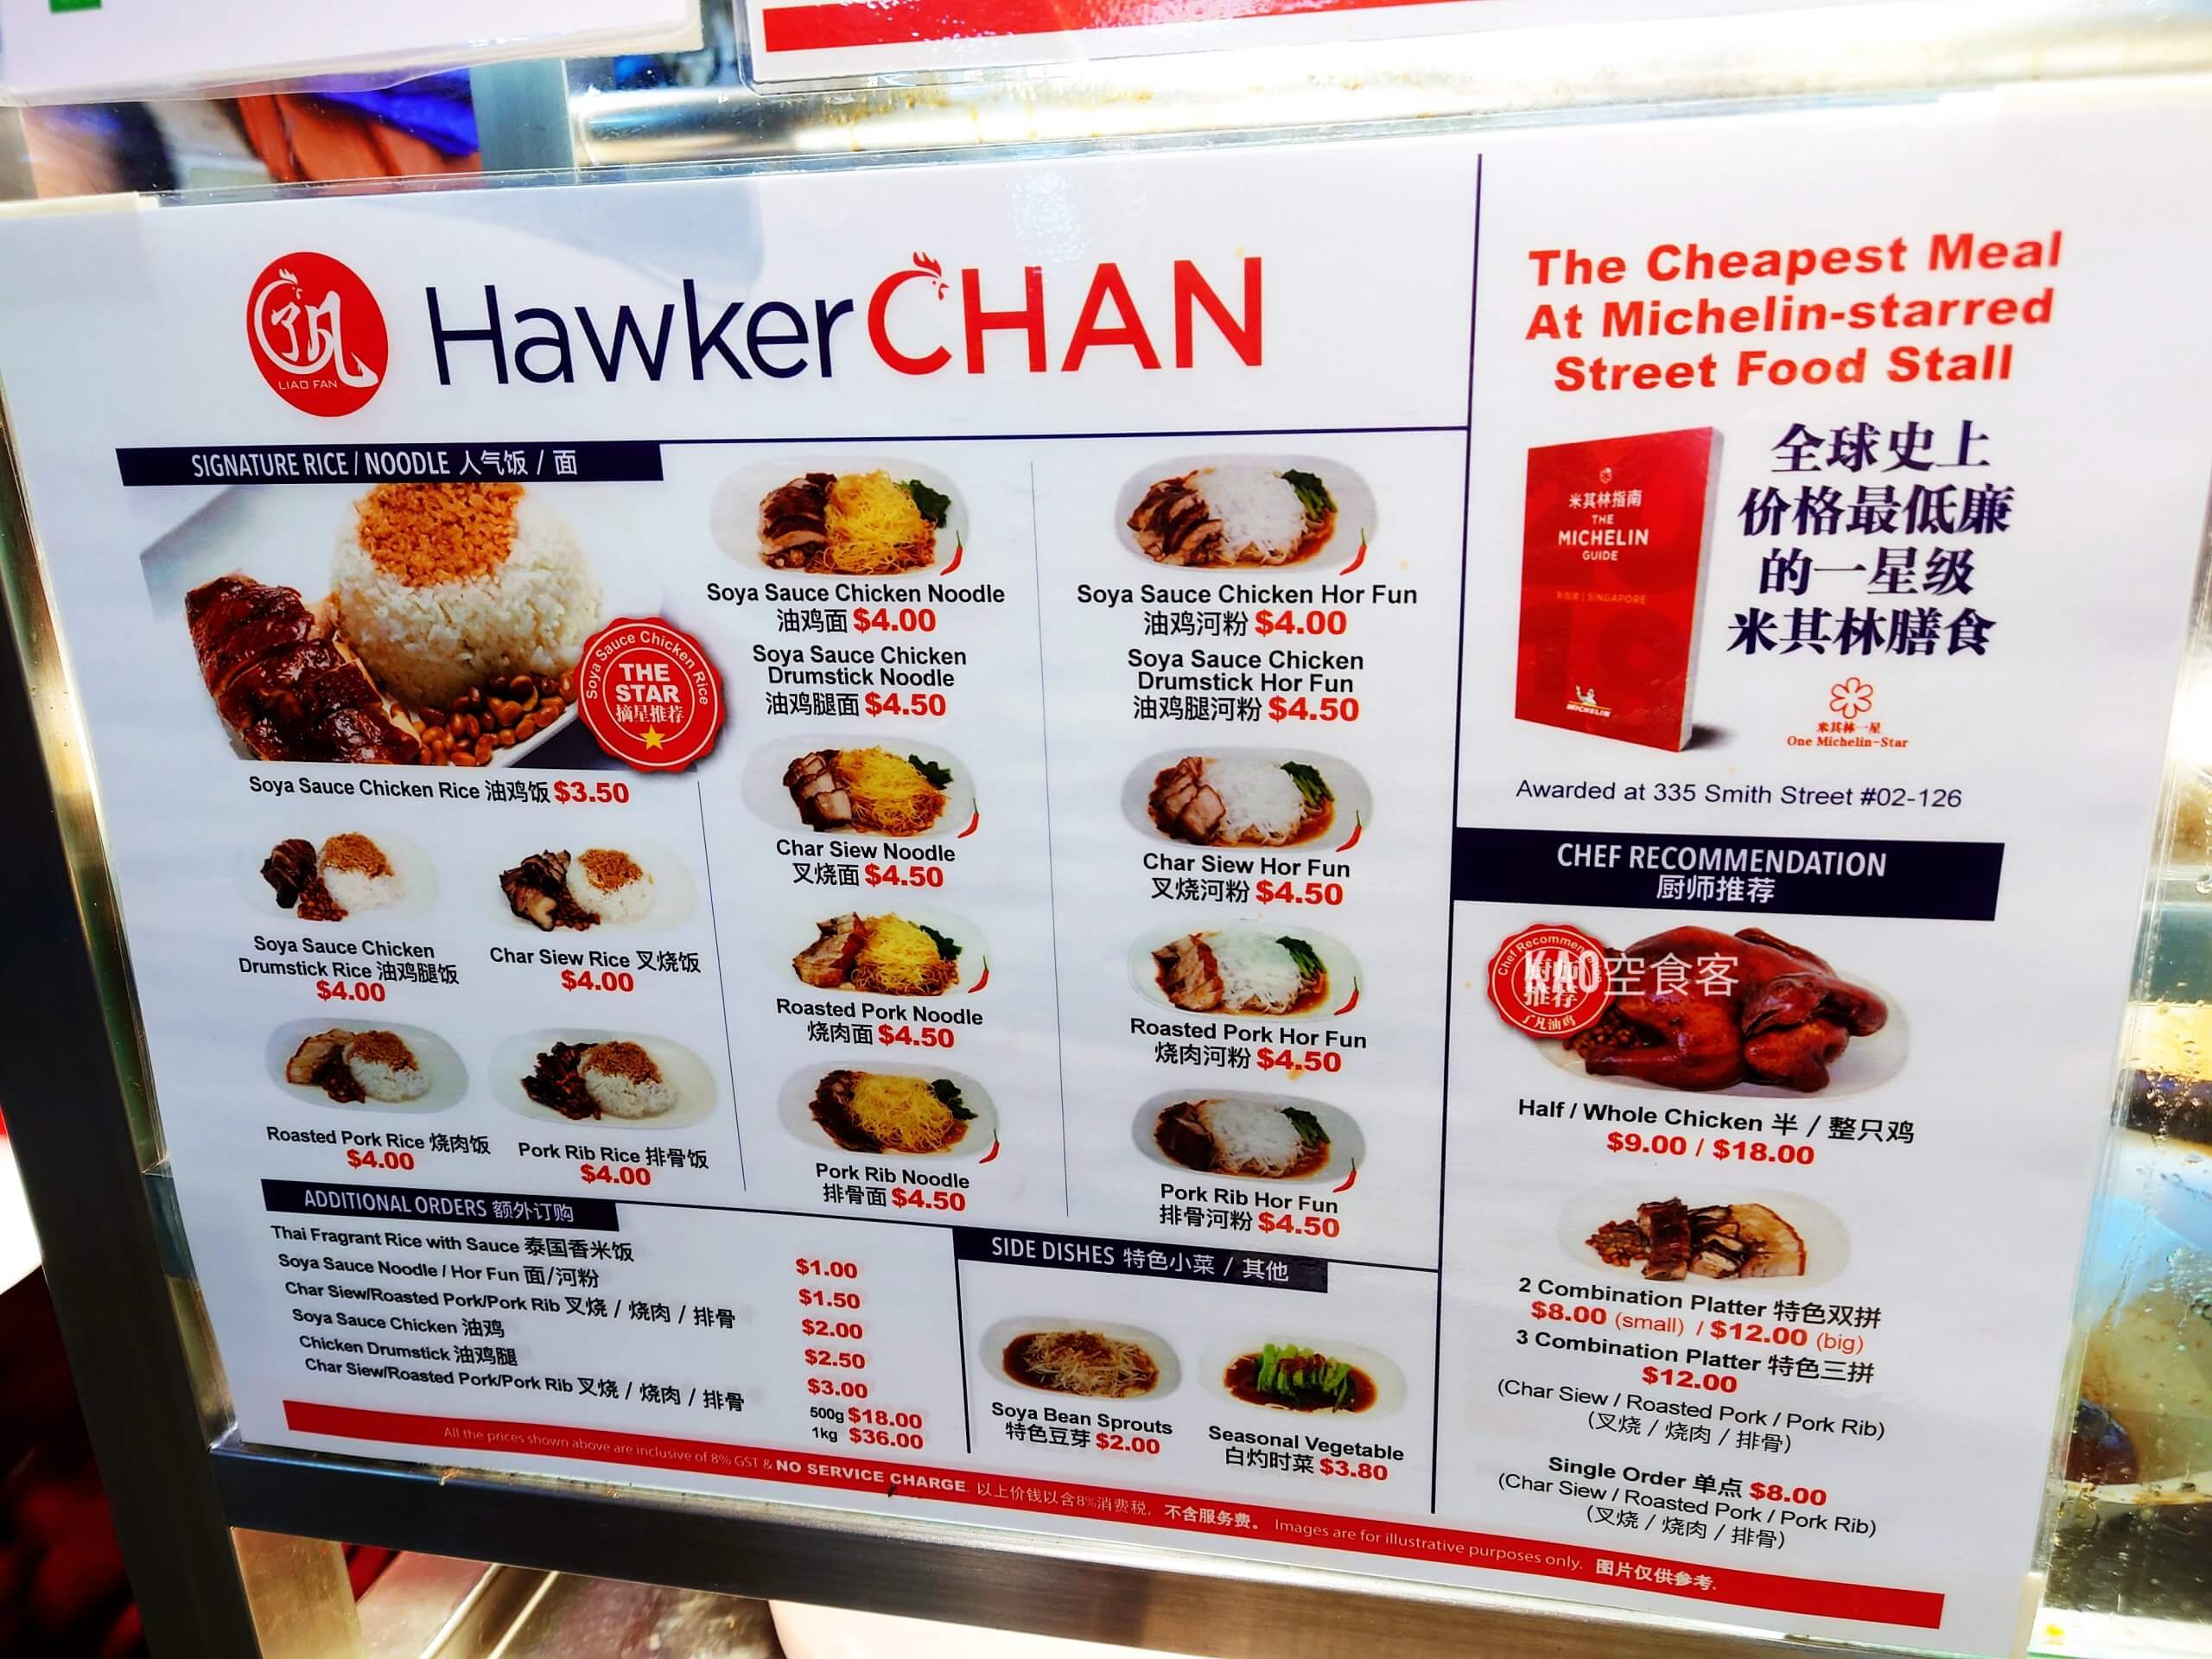 了凡
LIAO FAN
HawkerCHAN
SIGNATURE RICE / NOODLE 人气饭 / 面
Soya Sauce Chicken Rice
THE
STAR
摘星推荐
Soya Sauce Chicken Rice 油鸡饭 $3.50
Soya Sauce Chicken
Drumstick Rice 油鸡腿饭
$4.00
Char Siew Rice 叉烧饭
$4.00
Roasted Pork Rice 烧肉饭
$4.00
Pork Rib Rice 排骨饭
$4.00
Soya Sauce Chicken Noodle
油鸡面 $4.00
Soya Sauce Chicken
Drumstick Noodle
油鸡腿面 $4.50
Char Siew Noodle
叉烧面 $4.50
Roasted Pork Noodle
烧肉面 $4.50
Pork Rib Noodle
排骨面 $4.50
Soya Sauce Chicken Hor Fun
油鸡河粉 $4.00
Soya Sauce Chicken
Drumstick Hor Fun
油鸡腿河粉 $4.50
Char Siew Hor Fun
叉烧河粉 $4.50
Roasted Pork Hor Fun
烧肉河粉 $4.50
Pork Rib Hor Fun
排骨河粉 $4.50
ADDITIONAL ORDERS 额外订购
Thai Fragrant Rice with Sauce 泰国香米饭 $1.00
Soya Sauce Noodle / Hor Fun 面/河粉 $1.50
Char Siew/Roasted Pork/Pork Rib 叉烧 / 烧肉 / 排骨 $2.00
Soya Sauce Chicken 油鸡 $2.50
Chicken Drumstick 油鸡腿 $3.00
Char Siew/Roasted Pork/Pork Rib 叉烧 / 烧肉 / 排骨 500g $18.00
1kg $36.00
SIDE DISHES 特色小菜 / 其他
Soya Bean Sprouts
特色豆芽 $2.00
Seasonal Vegetable
白灼时菜 $3.80
The Cheapest Meal
At Michelin-starred
Street Food Stall
米其林指南
THE
MICHELIN
GUIDE
SINGAPORE
MICHELIN
全球史上
价格最低廉
的一星级
米其林膳食
米其林一星
One Michelin-Star
Awarded at 335 Smith Street #02-126
CHEF RECOMMENDATION
厨师推荐
Chef Recommen
厨师
推荐
了凡油鸡
KAO空食客
Half / Whole Chicken 半 / 整只鸡
$9.00 / $18.00
2 Combination Platter 特色双拼
$8.00 (small) / $12.00 (big)
3 Combination Platter 特色三拼
$12.00
(Char Siew / Roasted Pork / Pork Rib)
(叉烧 / 烧肉 / 排骨)
Single Order 单点 $8.00
(Char Siew / Roasted Pork / Pork Rib)
(叉烧 / 烧肉 / 排骨)
All the prices shown above are inclusive of 8% GST & NO SERVICE CHARGE. 以上价钱以含8%消费税, 不含服务费。 Images are for illustrative purposes only. 图片仅供参考.